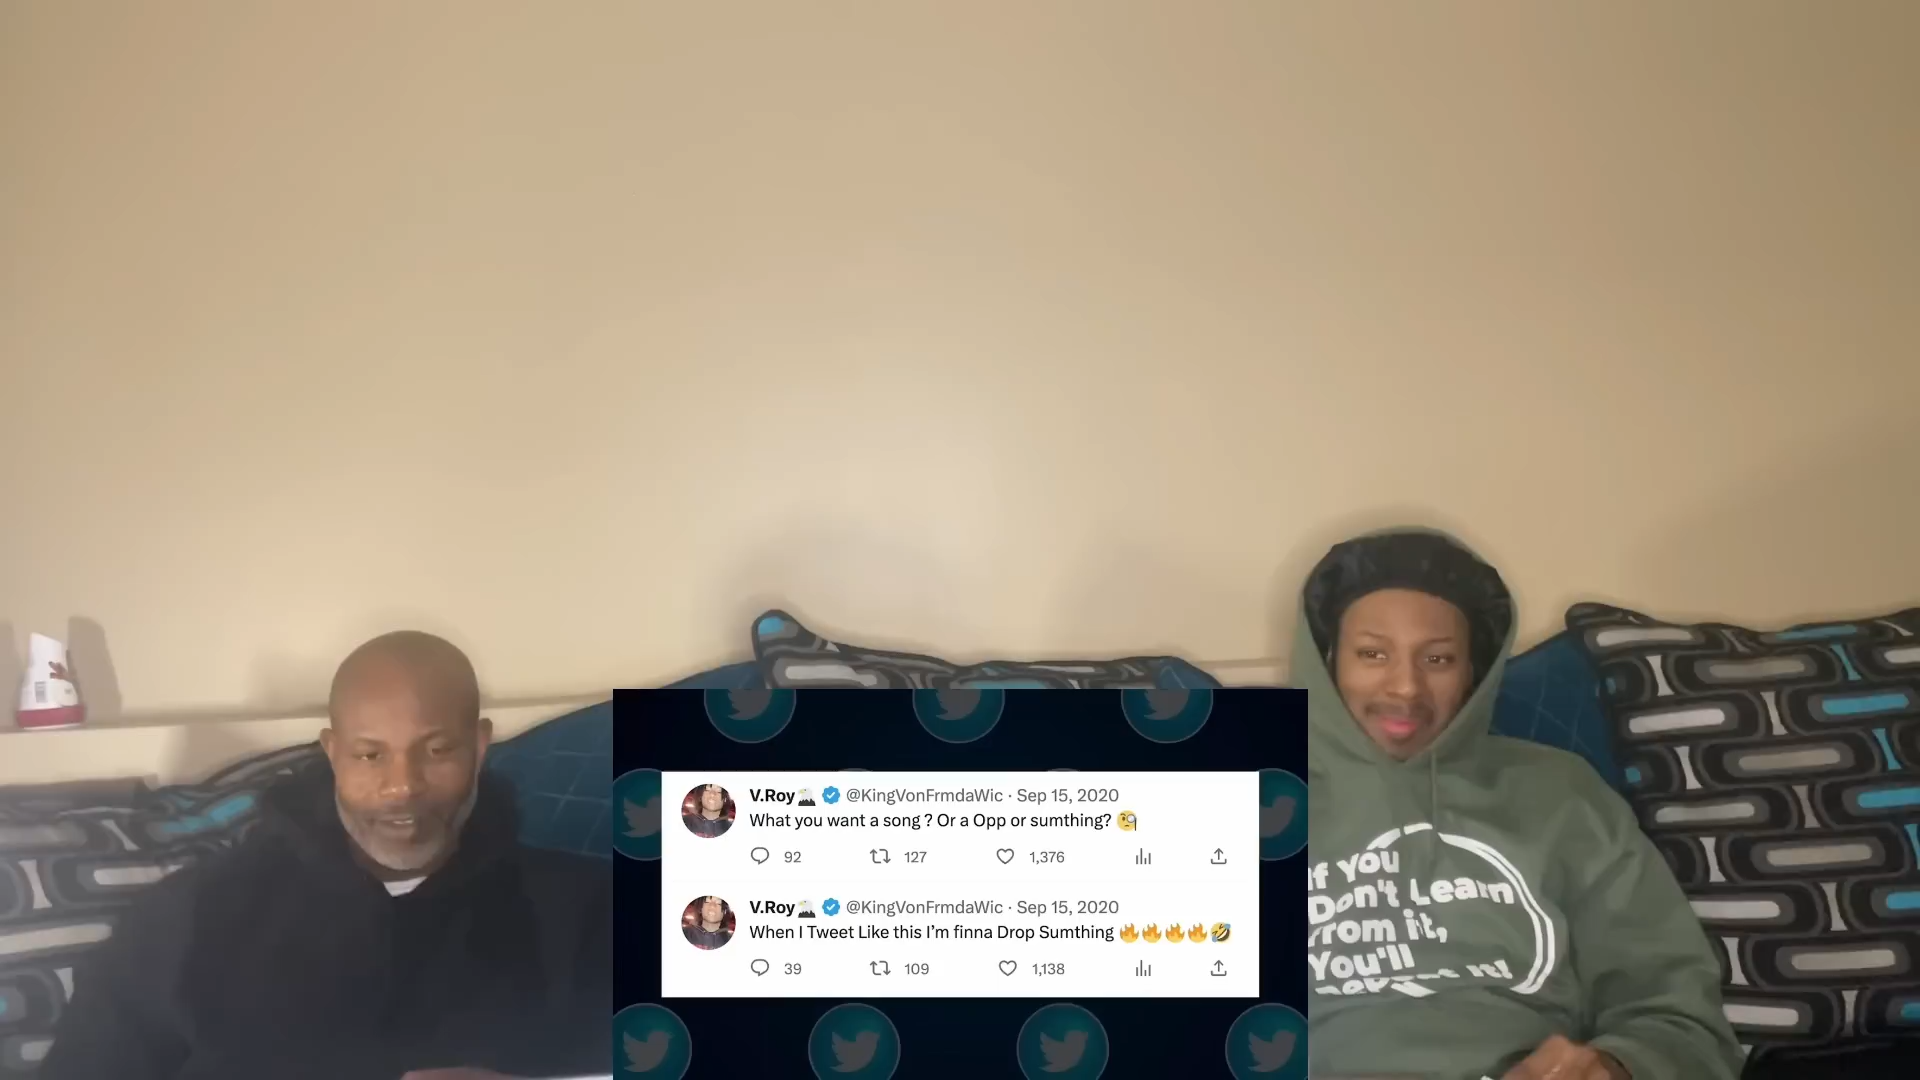 V.Roy @KingVonFrmdaWic · Sep 15, 2020
What you want a song ? Or a Opp or sumthing? 🧐
92 127 1,376
V.Roy @KingVonFrmdaWic · Sep 15, 2020
When I Tweet Like this I’m finna Drop Sumthing 🔥🔥🔥🔥🤣
39 109 1,138
If You
Don't Learn
From it,
You'll
it!